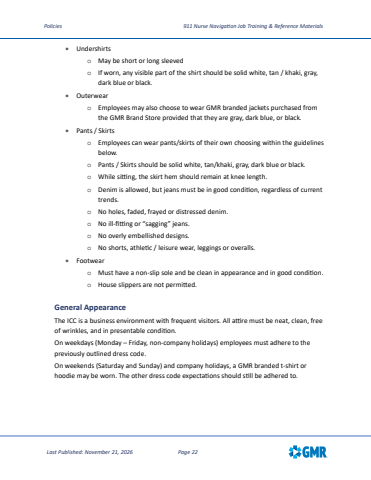 Policies 911 Nurse Navigation Job Training & Reference Materials
• Undershirts
o May be short or long sleeved
o If worn, any visible part of the shirt should be solid white, tan / khaki, gray,
dark blue or black.
• Outerwear
o Employees may also choose to wear GMR branded jackets purchased from
the GMR Brand Store provided that they are gray, dark blue, or black.
• Pants / Skirts
o Employees can wear pants/skirts of their own choosing within the guidelines
below.
o Pants / Skirts should be solid white, tan/khaki, gray, dark blue or black.
o While sitting, the skirt hem should remain at knee length.
o Denim is allowed, but jeans must be in good condition, regardless of current
trends.
o No holes, faded, frayed or distressed denim.
o No ill-fitting or “sagging” jeans.
o No overly embellished designs.
o No shorts, athletic / leisure wear, leggings or overalls.
• Footwear
o Must have a non-slip sole and be clean in appearance and in good condition.
o House slippers are not permitted.
General Appearance
The ICC is a business environment with frequent visitors. All attire must be neat, clean, free
of wrinkles, and in presentable condition.
On weekdays (Monday – Friday, non-company holidays) employees must adhere to the
previously outlined dress code.
On weekends (Saturday and Sunday) and company holidays, a GMR branded t-shirt or
hoodie may be worn. The other dress code expectations should still be adhered to.
Last Published: November 21, 2026 Page 22 GMR